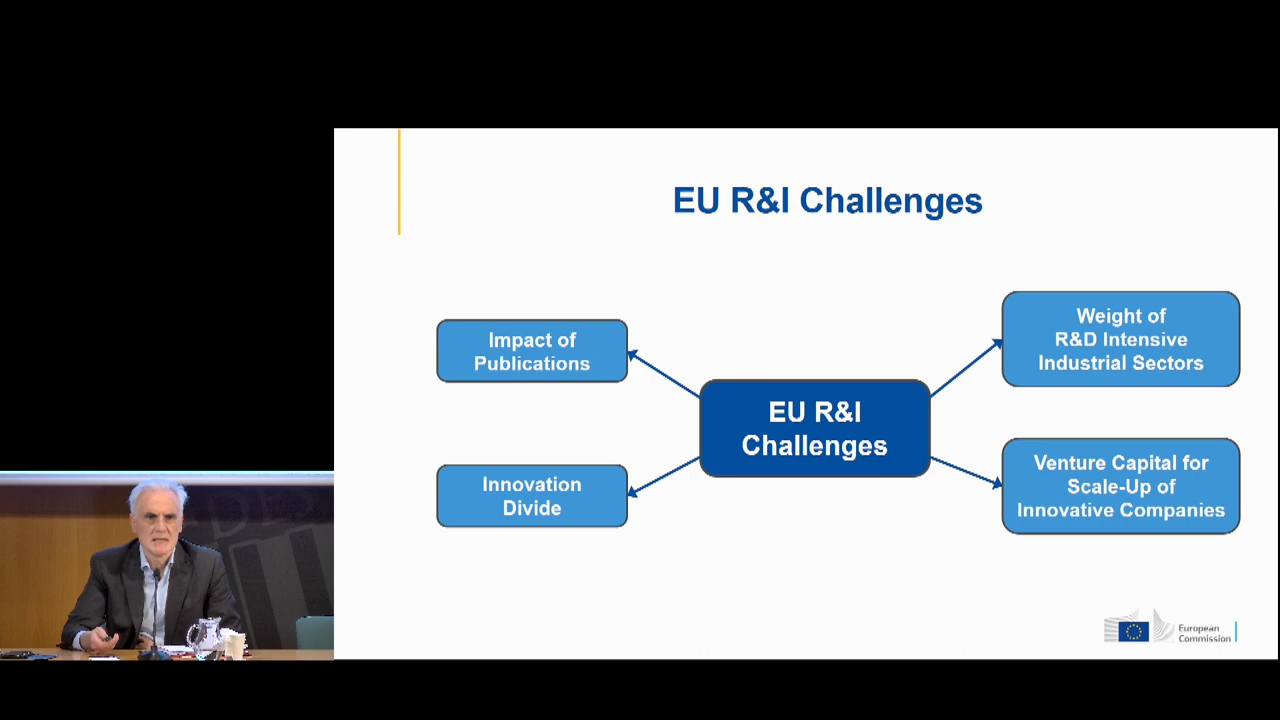 EU R&I Challenges
Impact of
Publications
Innovation
Divide
EU R&I
Challenges
Weight of
R&D Intensive
Industrial Sectors
Venture Capital for
Scale-Up of
Innovative Companies
European
Commission